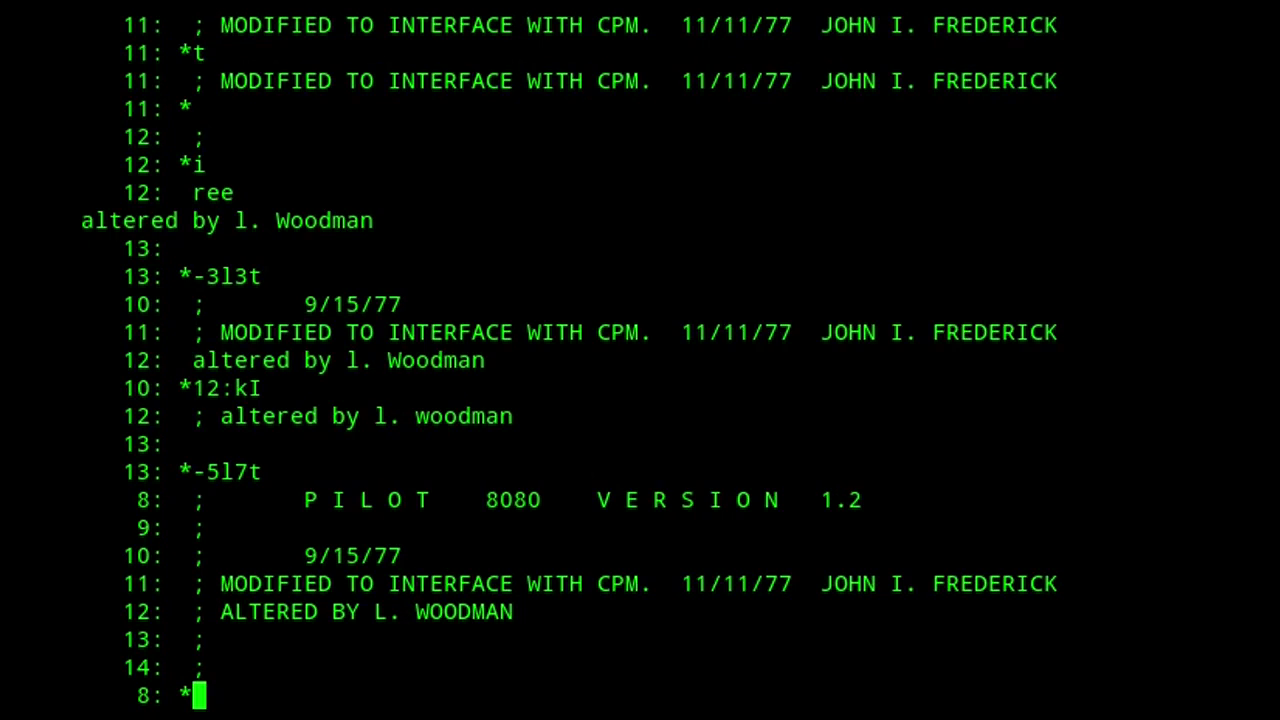 11:  ; MODIFIED TO INTERFACE WITH CPM.  11/11/77  JOHN I. FREDERICK
11: *t
11:  ; MODIFIED TO INTERFACE WITH CPM.  11/11/77  JOHN I. FREDERICK
11: *
12:  ;
12: *i
12:  ree
altered by l. Woodman
13:
13: *-3l3t
10:  ;       9/15/77
11:  ; MODIFIED TO INTERFACE WITH CPM.  11/11/77  JOHN I. FREDERICK
12:  altered by l. Woodman
10: *12:kI
12:  ; altered by l. woodman
13:
13: *-5l7t
8:  ;       P I L O T    8080    V E R S I O N   1.2
9:  ;
10:  ;       9/15/77
11:  ; MODIFIED TO INTERFACE WITH CPM.  11/11/77  JOHN I. FREDERICK
12:  ; ALTERED BY L. WOODMAN
13:  ;
14:  ;
8: *